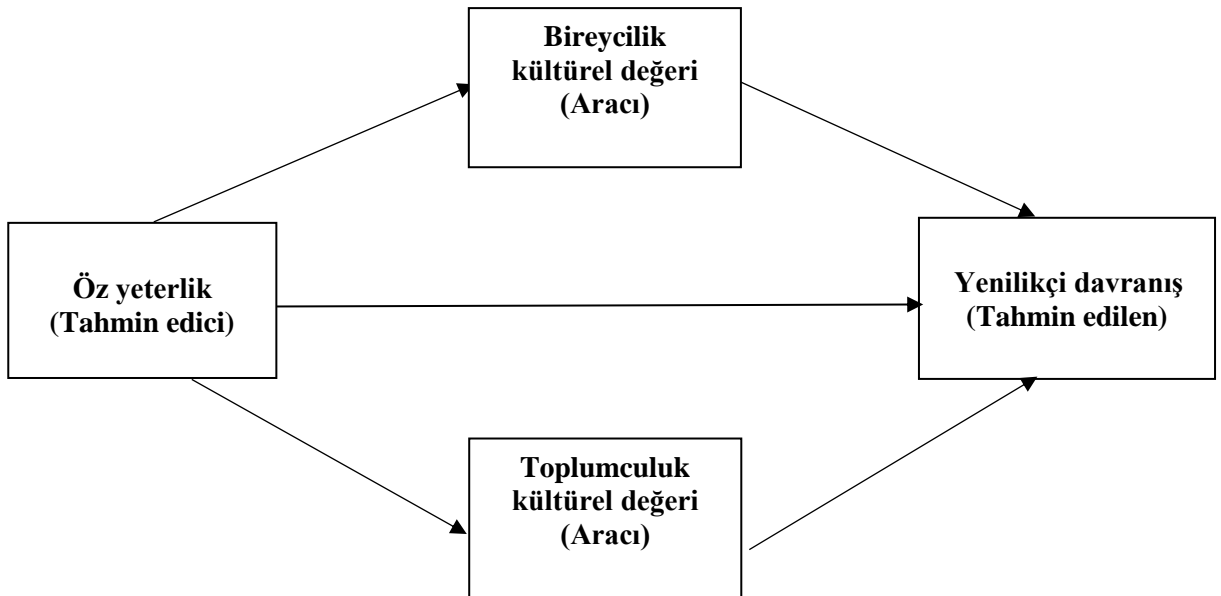 Bireycilik
kültürel değeri
(Aracı)
Öz yeterlik
(Tahmin edici)
Yenilikçi davranış
(Tahmin edilen)
Toplumculuk
kültürel değeri
(Aracı)